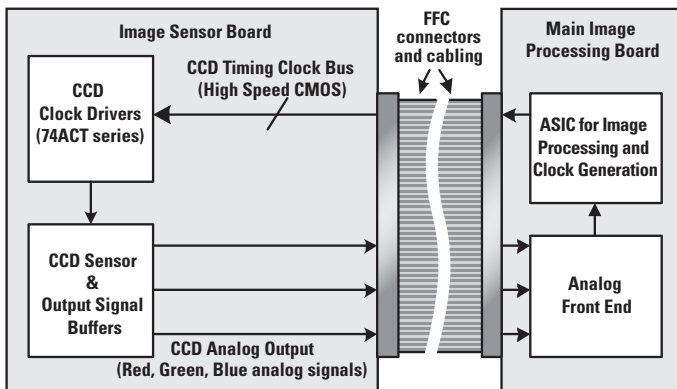 Image Sensor Board
CCD
Clock Drivers
(74ACT series)
CCD Timing Clock Bus
(High Speed CMOS)
CCD Sensor
&
Output Signal
Buffers
CCD Analog Output
(Red, Green, Blue analog signals)
FFC
connectors
and cabling
Main Image
Processing Board
ASIC for Image
Processing and
Clock Generation
Analog
Front End